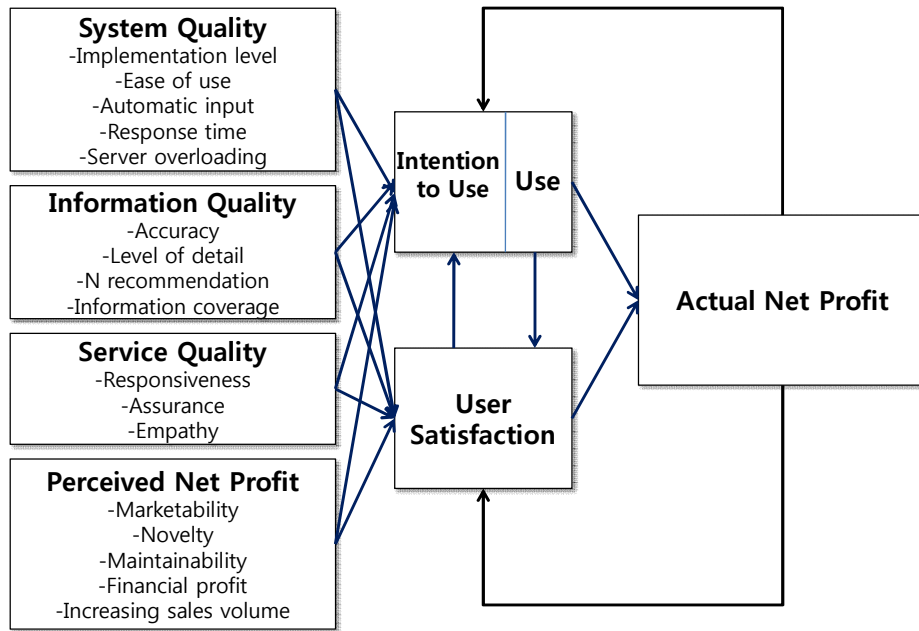 System Quality
-Implementation level
-Ease of use
-Automatic input
-Response time
-Server overloading
Information Quality
-Accuracy
-Level of detail
-N recommendation
-Information coverage
Service Quality
-Responsiveness
-Assurance
-Empathy
Perceived Net Profit
-Marketability
-Novelty
-Maintainability
-Financial profit
-Increasing sales volume
Intention
to Use
Use
User
Satisfaction
Actual Net Profit